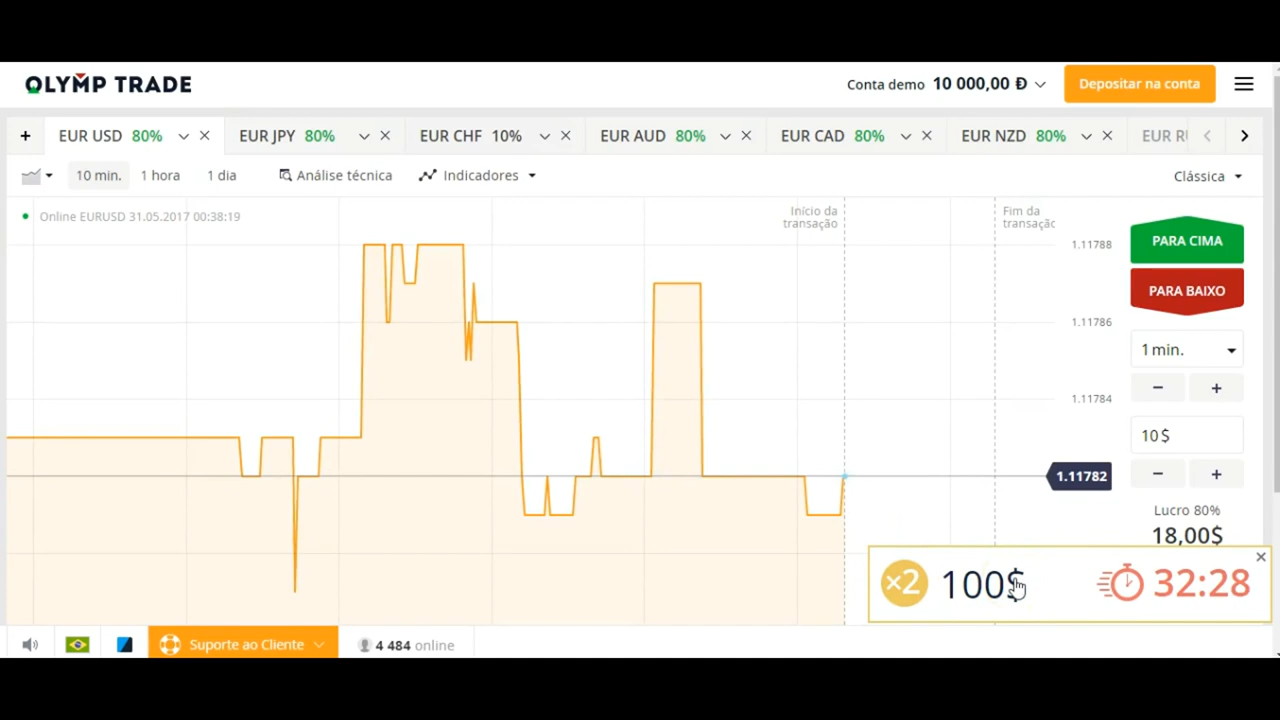 OLYMP TRADE
Conta demo 10 000,00 Đ
Depositar na conta
+ EUR USD 80% EUR JPY 80% EUR CHF 10% EUR AUD 80% EUR CAD 80% EUR NZD 80% EUR
10 min. 1 hora 1 dia Análise técnica Indicadores Clássica
Online EURUSD 31.05.2017 00:38:19
Início da
transação
Fim da
transação
1.11788
1.11786
1.11784
1.11782
PARA CIMA
PARA BAIXO
1 min.
− +
10 $
− +
Lucro 80%
18,00$
×2 100$ 32:28
Suporte ao Cliente
4 484 online